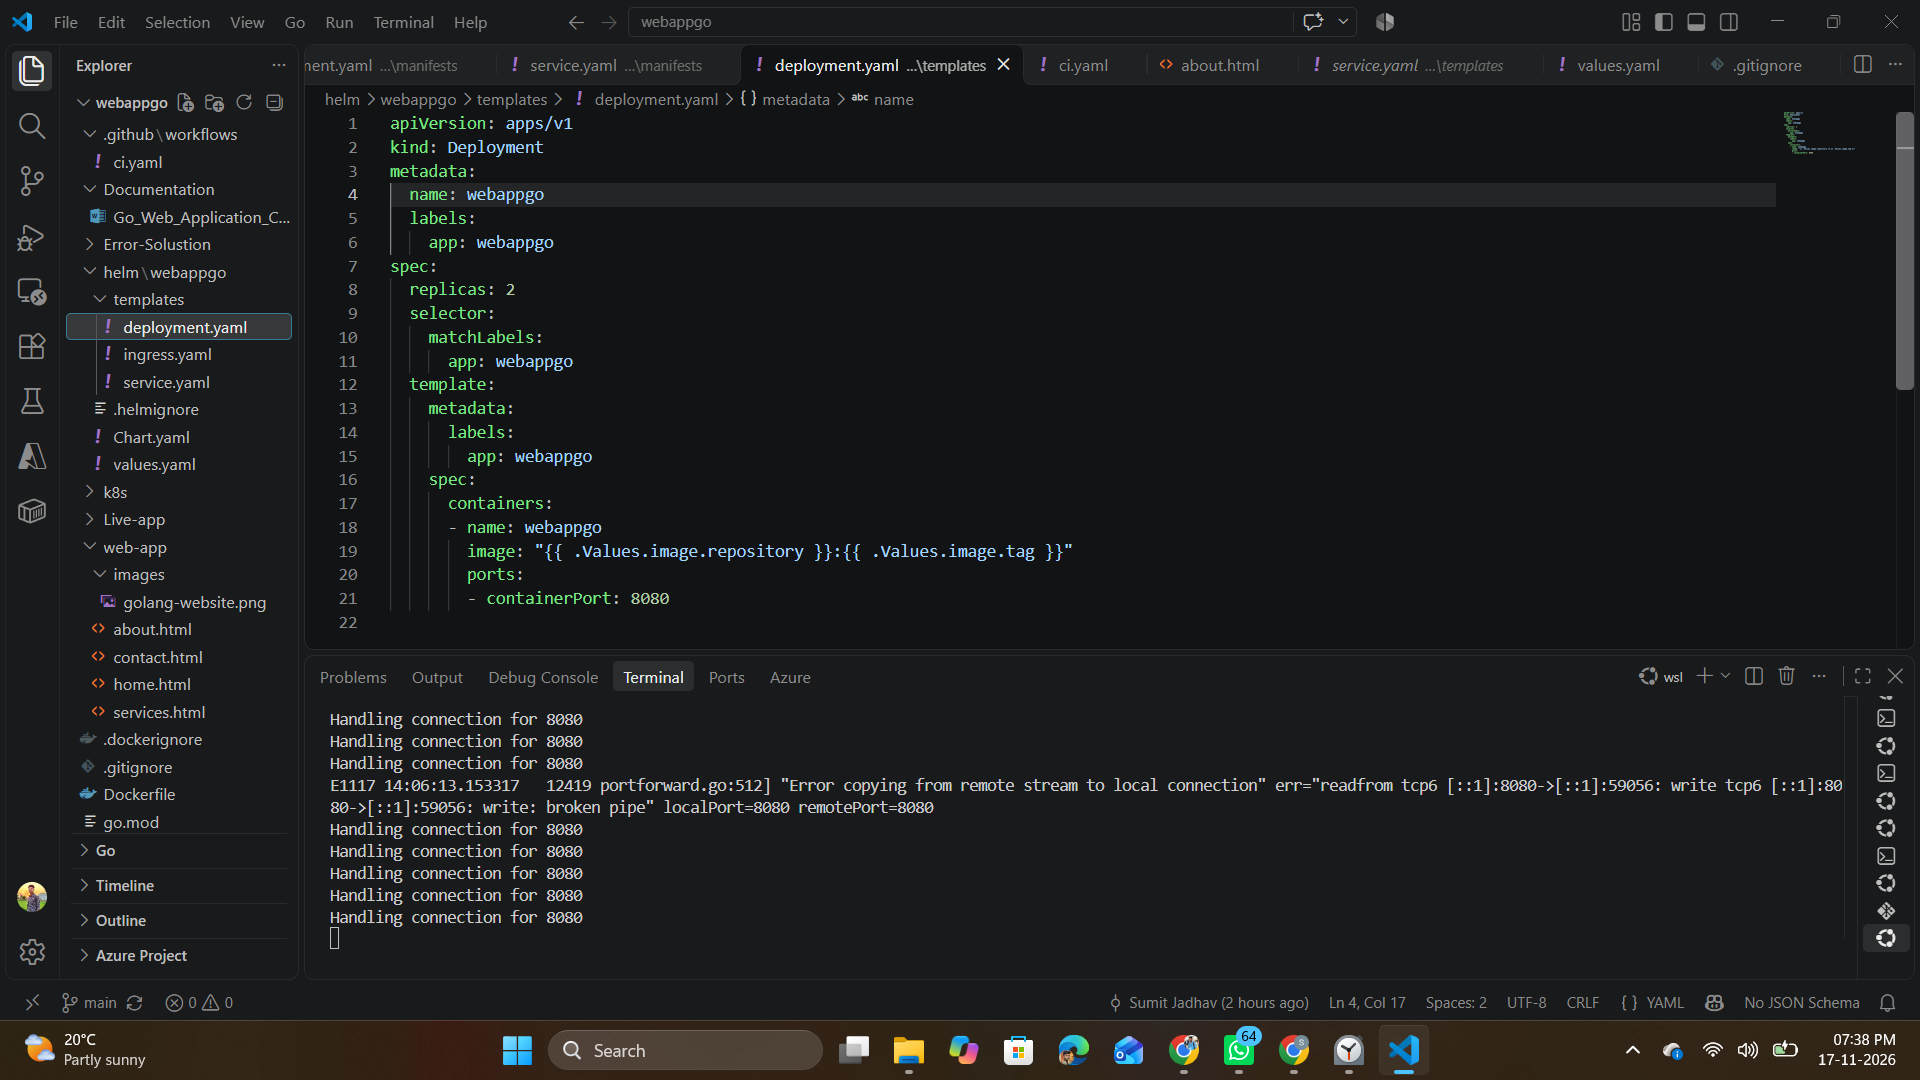 File Edit Selection View Go Run Terminal Help
webappgo
Explorer
webappgo
.github\workflows
ci.yaml
Documentation
Go_Web_Application_C...
Error-Solustion
helm\webappgo
templates
deployment.yaml
ingress.yaml
service.yaml
.helmignore
Chart.yaml
values.yaml
k8s
Live-app
web-app
images
golang-website.png
about.html
contact.html
home.html
services.html
.dockerignore
.gitignore
Dockerfile
go.mod
Go
Timeline
Outline
Azure Project
nent.yaml ...\manifests service.yaml ...\manifests deployment.yaml ...\templates ci.yaml about.html service.yaml ...\templates values.yaml .gitignore
helm > webappgo > templates > deployment.yaml > {} metadata > abc name
1 apiVersion: apps/v1
2 kind: Deployment
3 metadata:
4 name: webappgo
5 labels:
6 app: webappgo
7 spec:
8 replicas: 2
9 selector:
10 matchLabels:
11 app: webappgo
12 template:
13 metadata:
14 labels:
15 app: webappgo
16 spec:
17 containers:
18 - name: webappgo
19 image: "{{ .Values.image.repository }}:{{ .Values.image.tag }}"
20 ports:
21 - containerPort: 8080
22
Problems Output Debug Console Terminal Ports Azure
wsl
Handling connection for 8080
Handling connection for 8080
Handling connection for 8080
E1117 14:06:13.153317 12419 portforward.go:512] "Error copying from remote stream to local connection" err="readfrom tcp6 [::1]:8080->[::1]:59056: write tcp6 [::1]:80
80->[::1]:59056: write: broken pipe" localPort=8080 remotePort=8080
Handling connection for 8080
Handling connection for 8080
Handling connection for 8080
Handling connection for 8080
Handling connection for 8080
main 0 0 Sumit Jadhav (2 hours ago) Ln 4, Col 17 Spaces: 2 UTF-8 CRLF {} YAML No JSON Schema
20°C
Partly sunny
Search
64
07:38 PM
17-11-2026